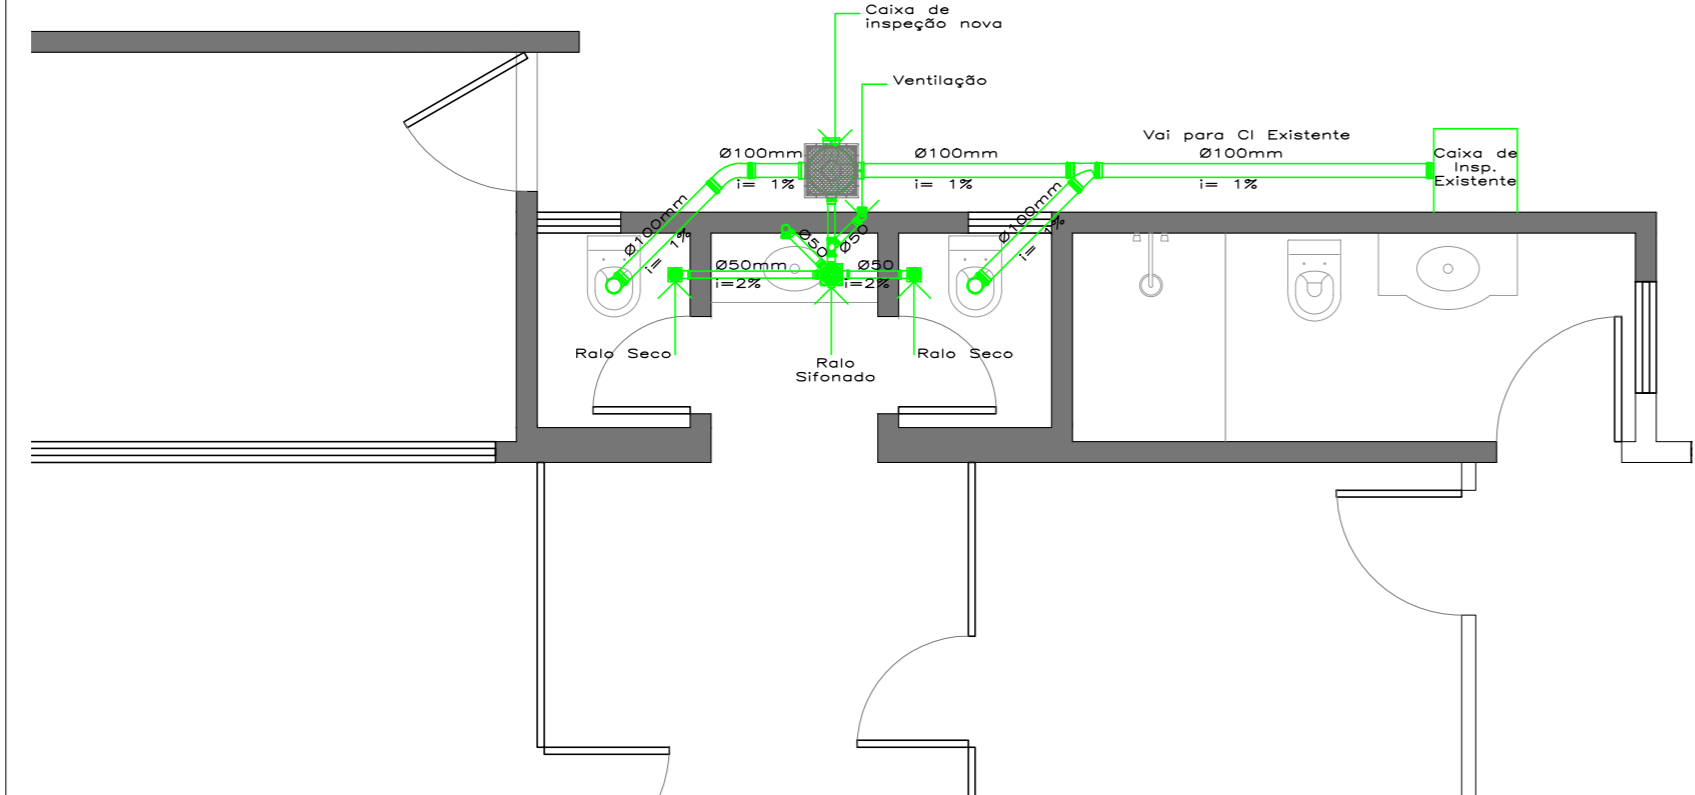 Caixa de
inspeção nova
Ventilação
Vai para CI Existente
Ø100mm
i= 1%
Ø100mm
i= 1%
Ø100mm
i= 1%
Caixa de
Insp.
Existente
Ø100mm
i= 1%
Ø100mm
i= 1%
Ø50
Ø50
Ø50mm
i=2%
Ø50
i=2%
Ralo Seco
Ralo
Sifonado
Ralo Seco